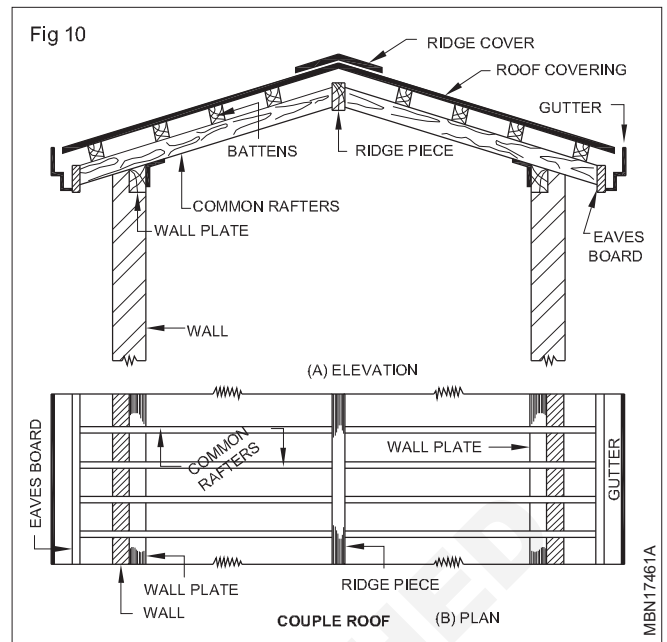 Fig 10
RIDGE COVER
ROOF COVERING
GUTTER
BATTENS
RIDGE PIECE
COMMON RAFTERS
WALL PLATE
EAVES
BOARD
WALL
(A) ELEVATION
EAVES BOARD
COMMON
RAFTERS
WALL PLATE
GUTTER
WALL PLATE
RIDGE PIECE
WALL
COUPLE ROOF
(B) PLAN
MBN17461A